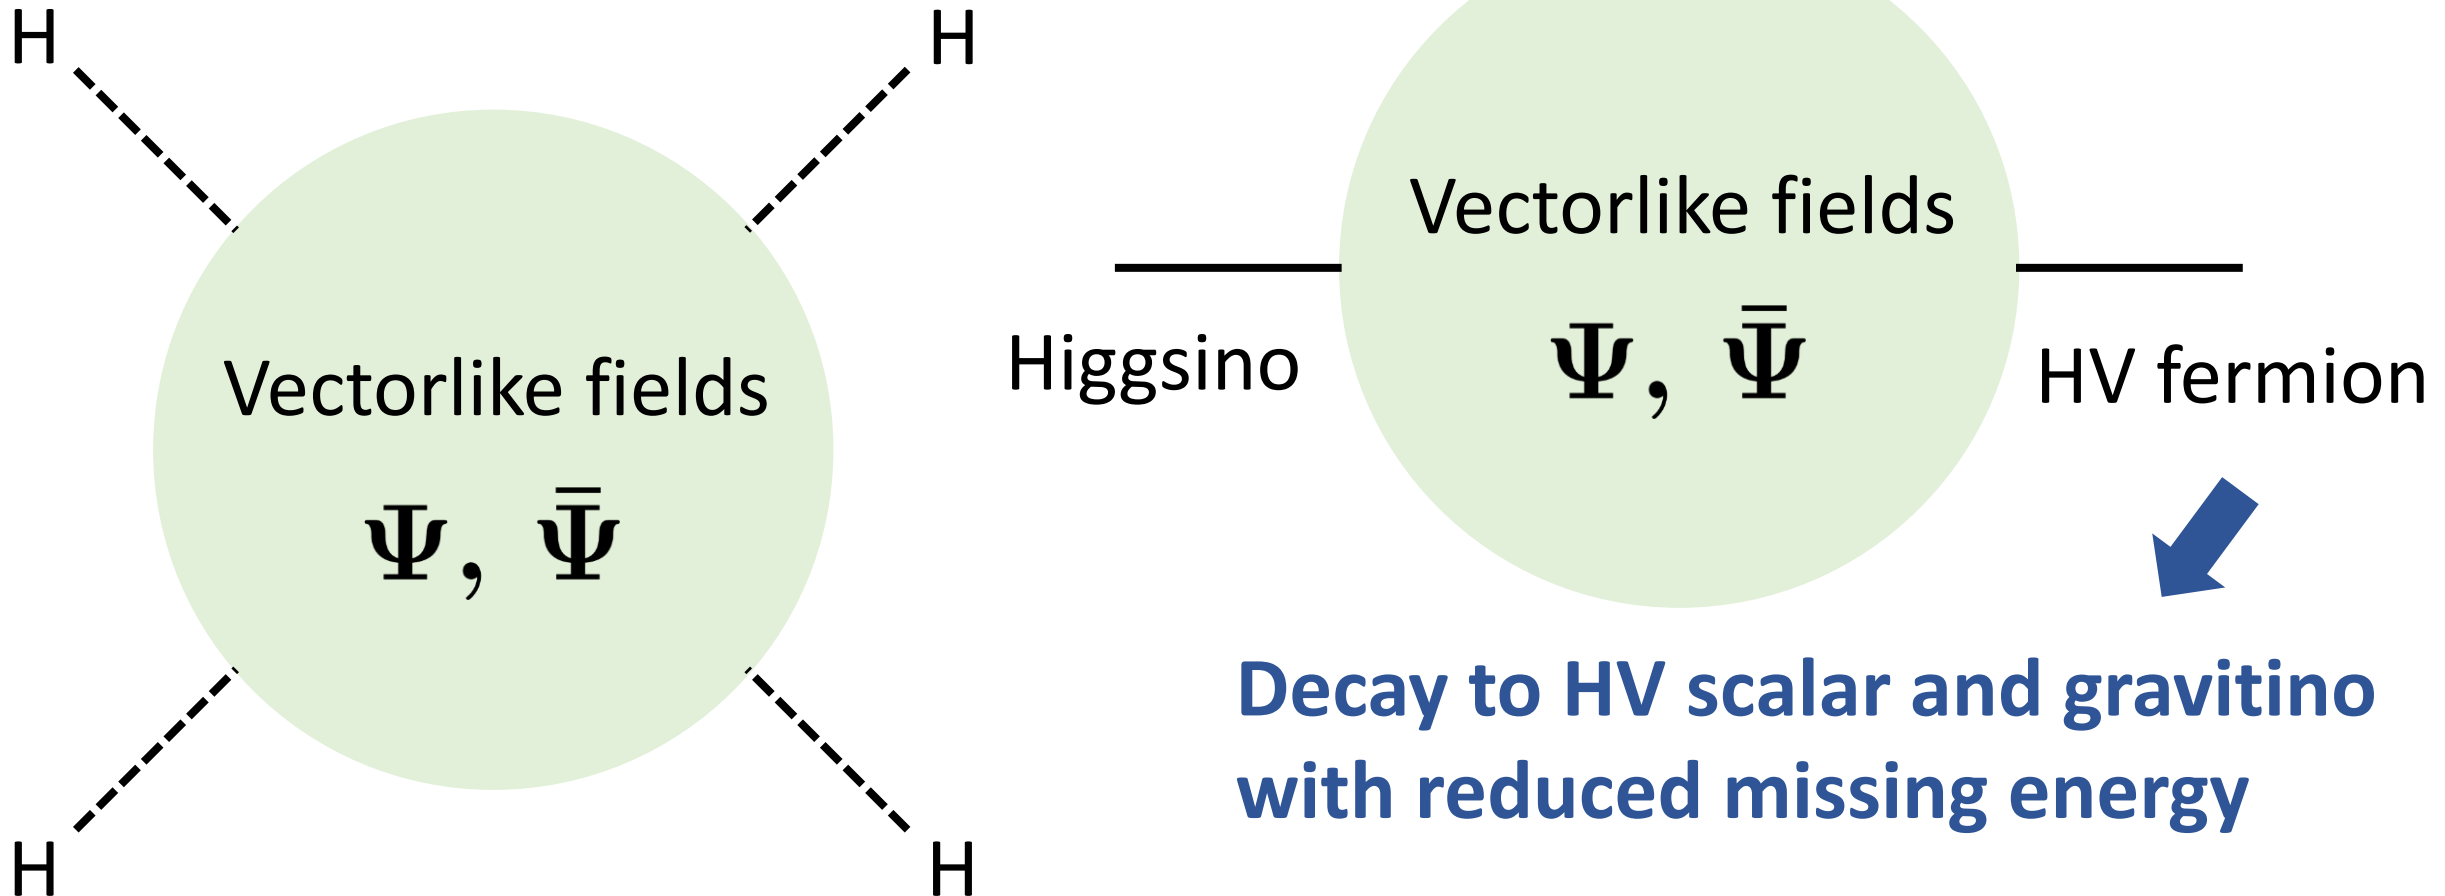 H
H
Vectorlike fields
Ψ, Ψ̿
H
H
Vectorlike fields
Ψ, Ψ̿
Higgsino
HV fermion
Decay to HV scalar and gravitino
with reduced missing energy